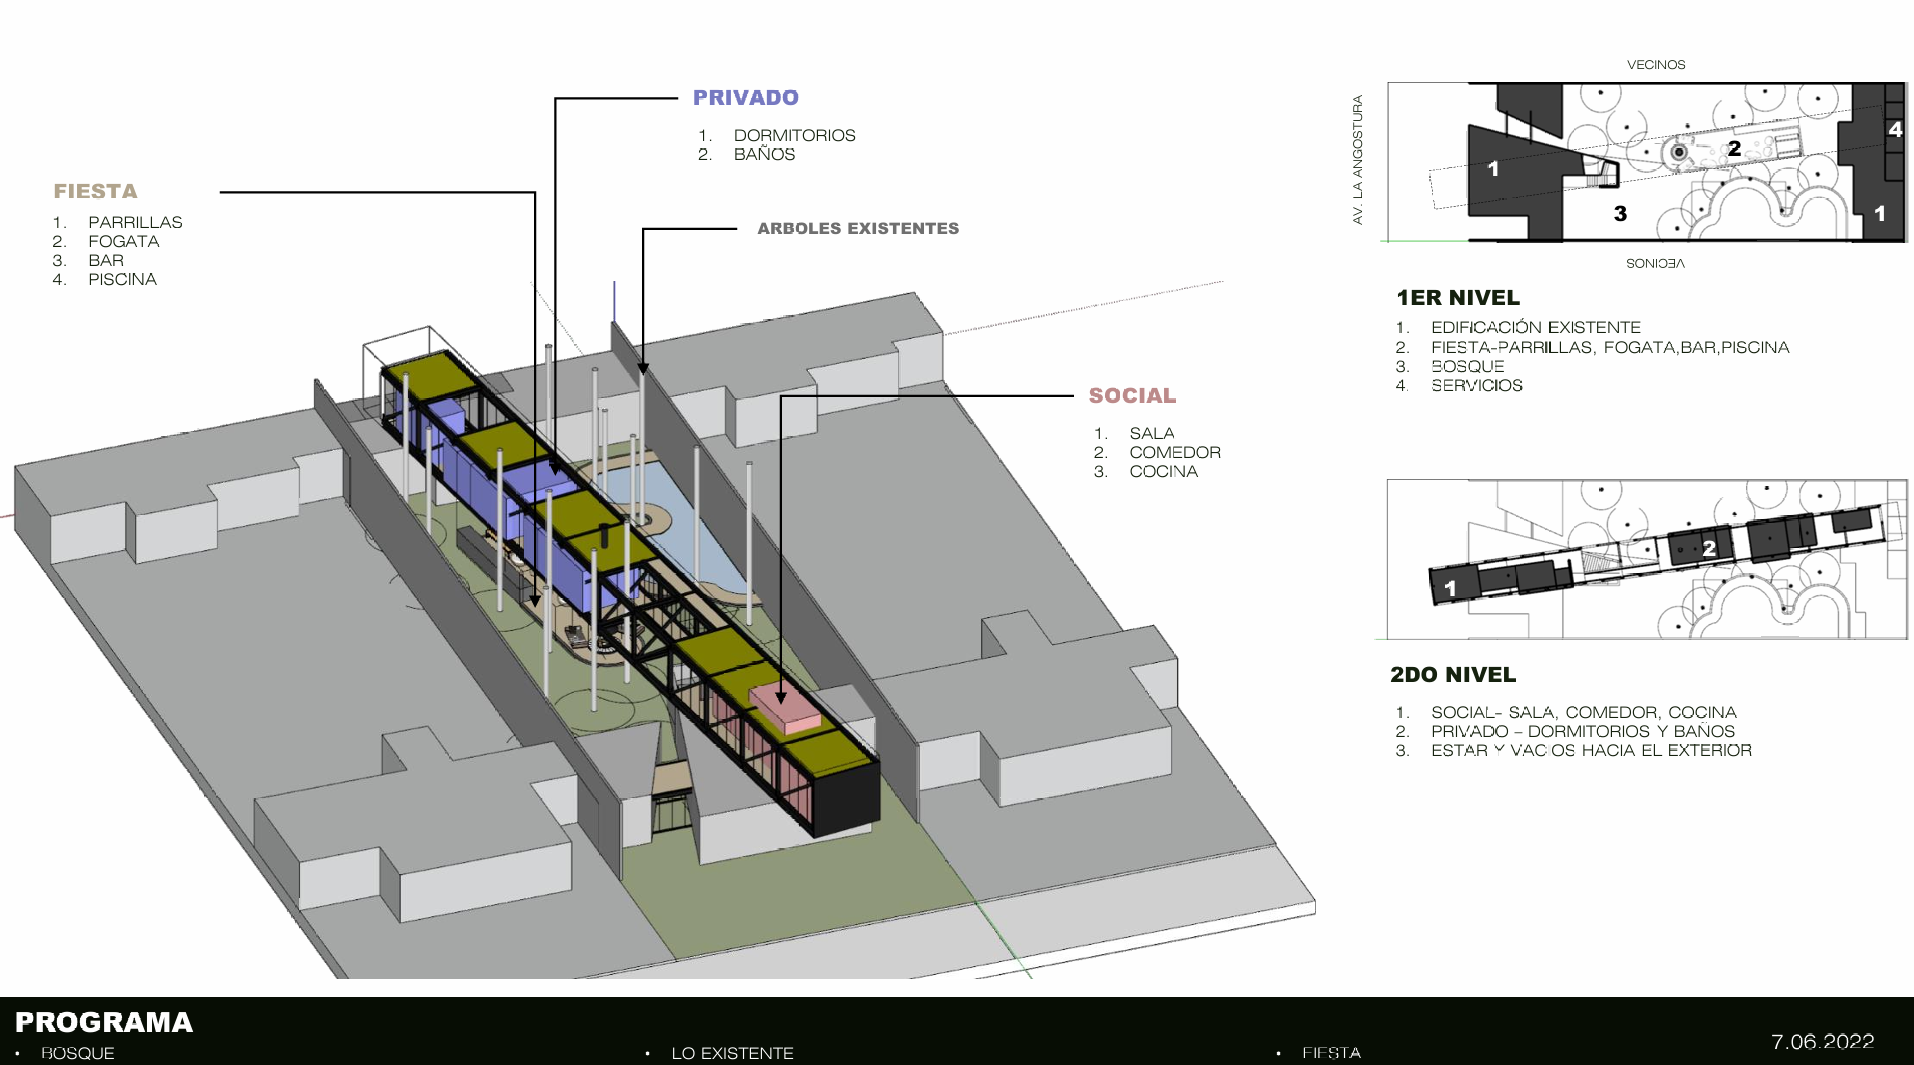 PRIVADO
1. DORMITORIOS
2. BAÑOS
FIESTA
1. PARRILLAS
2. FOGATA
3. BAR
4. PISCINA
ARBOLES EXISTENTES
SOCIAL
1. SALA
2. COMEDOR
3. COCINA
VECINOS
AV. LA ANGOSTURA
1
2
3
4
1
VECINOS
1ER NIVEL
1. EDIFICACIÓN EXISTENTE
2. FIESTA-PARRILLAS, FOGATA,BAR,PISCINA
3. BOSQUE
4. SERVICIOS
1
2
2DO NIVEL
1. SOCIAL- SALA, COMEDOR, COCINA
2. PRIVADO - DORMITORIOS Y BAÑOS
3. ESTAR Y VACIOS HACIA EL EXTERIOR
PROGRAMA
• BOSQUE
• LO EXISTENTE
• FIESTA
7.06.2022